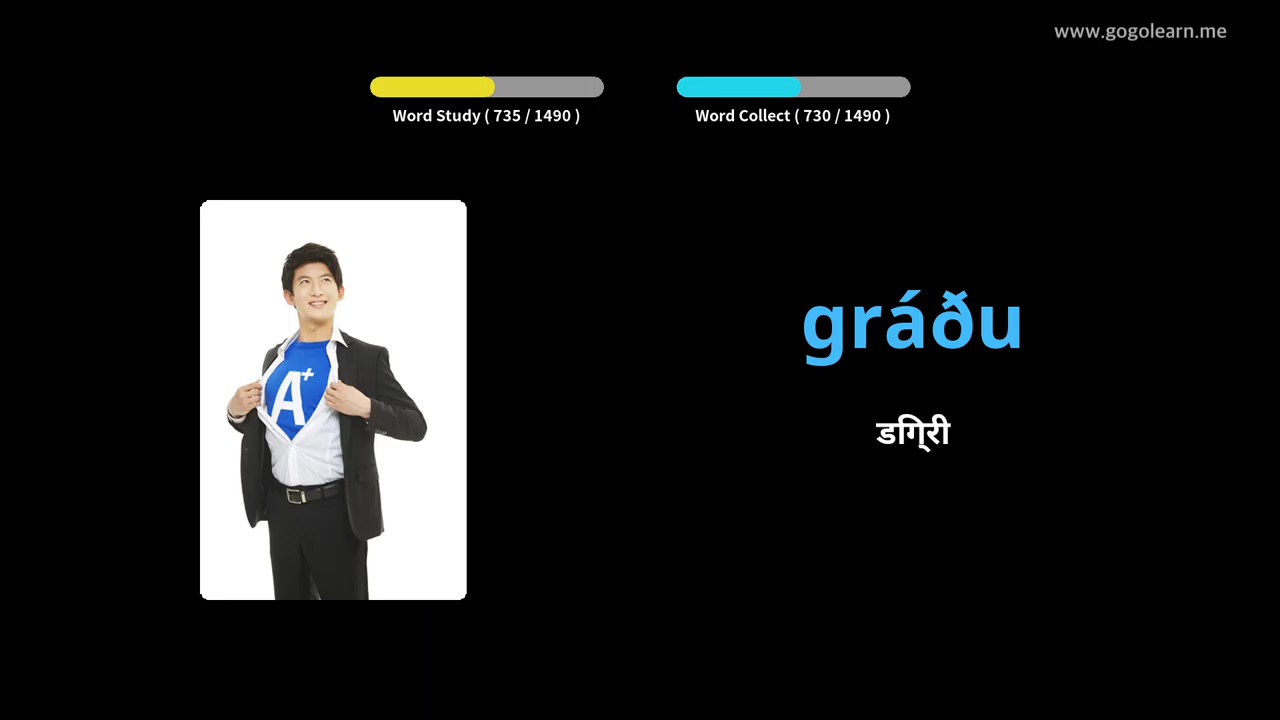 www.gogolearn.me
Word Study ( 735 / 1490 )
Word Collect ( 730 / 1490 )
A+
gráðu
डिग्री